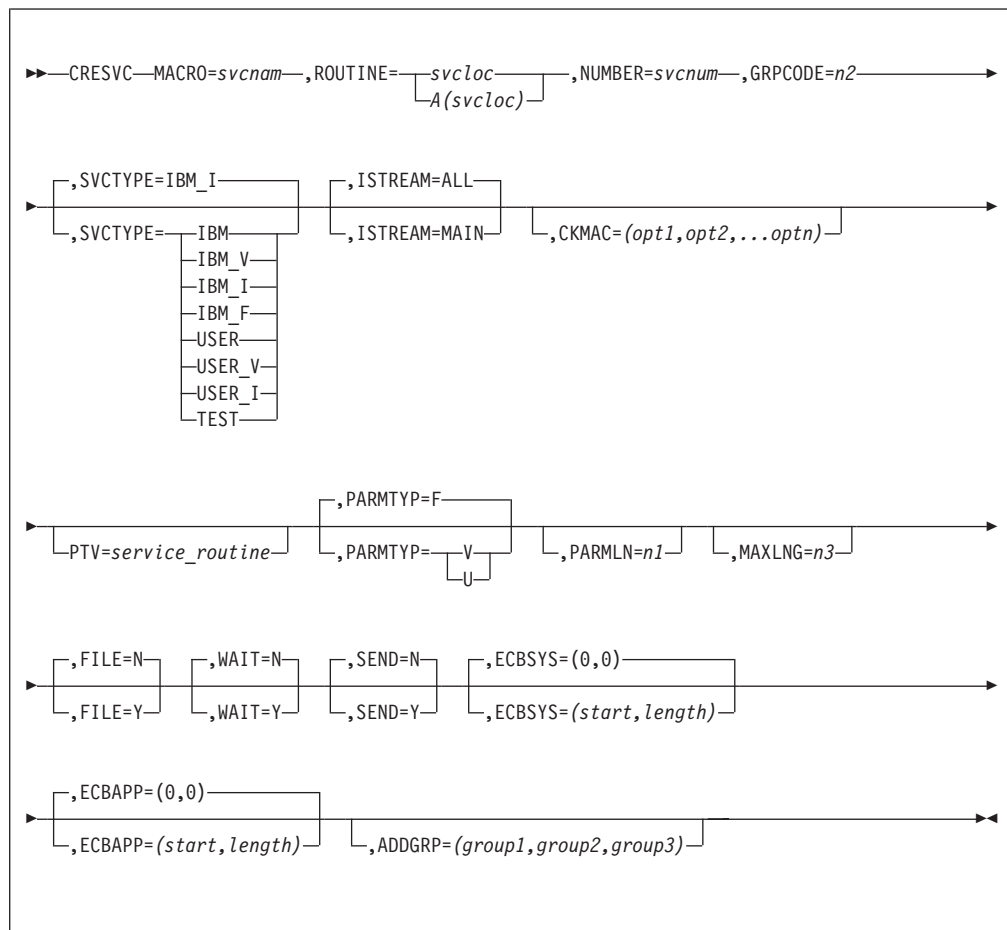 CRESVC MACRO=svcnam ,ROUTINE= svcloc ,NUMBER=svcnum ,GRPCODE=n2
A(svcloc)
,SVCTYPE=IBM_I ,ISTREAM=ALL
,SVCTYPE= IBM ,ISTREAM=MAIN ,CKMAC=(opt1,opt2,...optn)
IBM_V
IBM_I
IBM_F
USER
USER_V
USER_I
TEST
,PARMTYP=F
PTV=service_routine ,PARMTYP= V ,PARMLN=n1 ,MAXLNG=n3
U
,FILE=N ,WAIT=N ,SEND=N ,ECBSYS=(0,0)
,FILE=Y ,WAIT=Y ,SEND=Y ,ECBSYS=(start,length)
,ECBAPP=(0,0)
,ECBAPP=(start,length) ,ADDGRP=(group1,group2,group3)